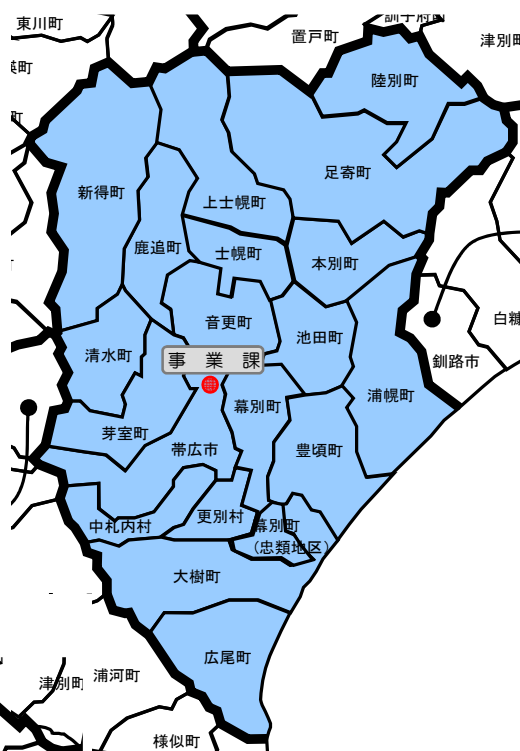 東川町
訓子府町
置戸町
津別町
陸別町
足寄町
新得町
上士幌町
鹿追町
士幌町
本別町
音更町
池田町
白糠
清水町
事 業 課
釧路市
浦幌町
幕別町
芽室町
帯広市
豊頃町
更別村
中札内村
幕別町
(忠類地区)
大樹町
広尾町
浦河町
津別町
様似町